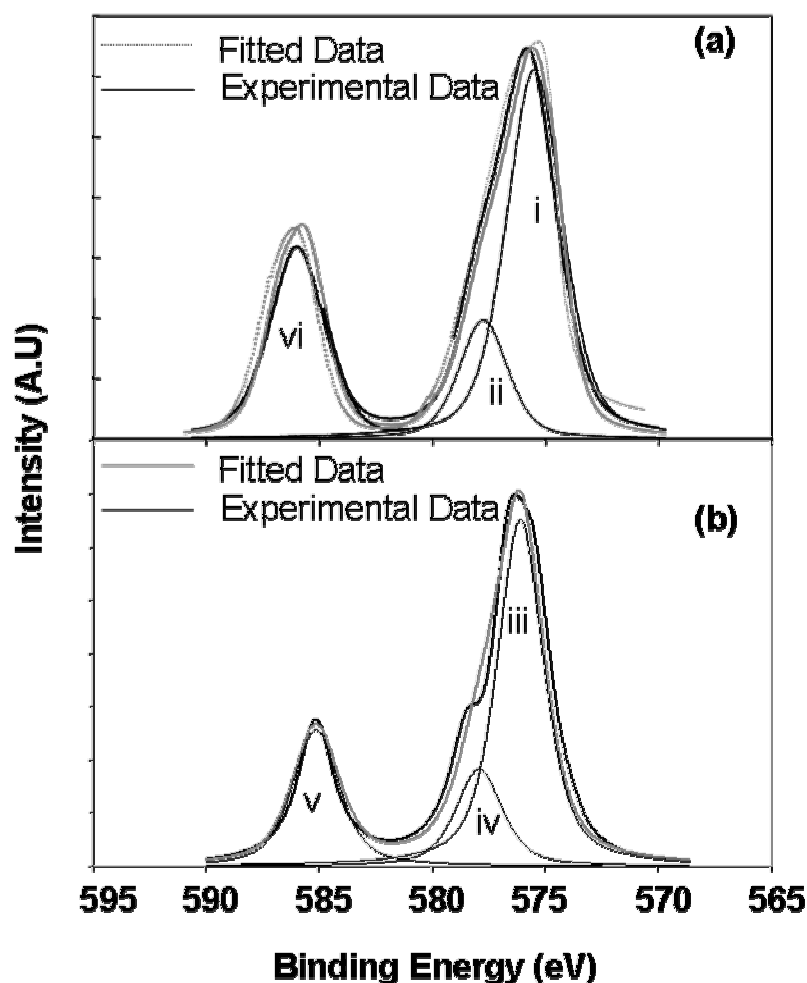 Fitted Data
(a)
Experimental Data
i
vi
ii
Fitted Data
Experimental Data
(b)
iii
v
iv
595 590 585 580 575 570 565
Binding Energy (eV)
Intensity (A.U)